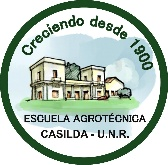 Creciendo desde 1900
ESCUELA AGROTÉCNICA
CASILDA - U.N.R.